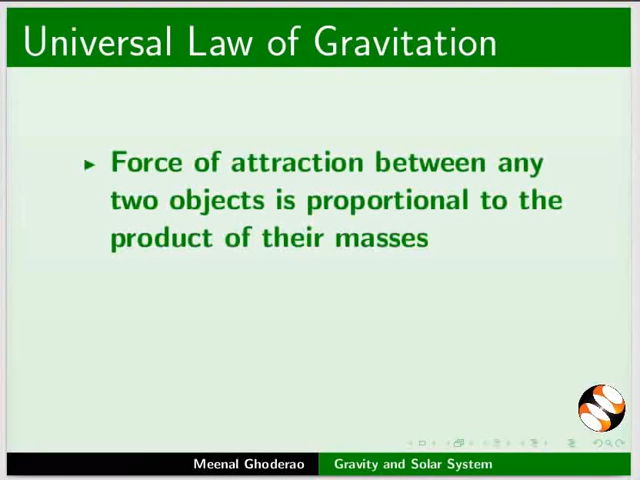 Universal Law of Gravitation
Force of attraction between any
two objects is proportional to the
product of their masses
Meenal Ghoderao
Gravity and Solar System